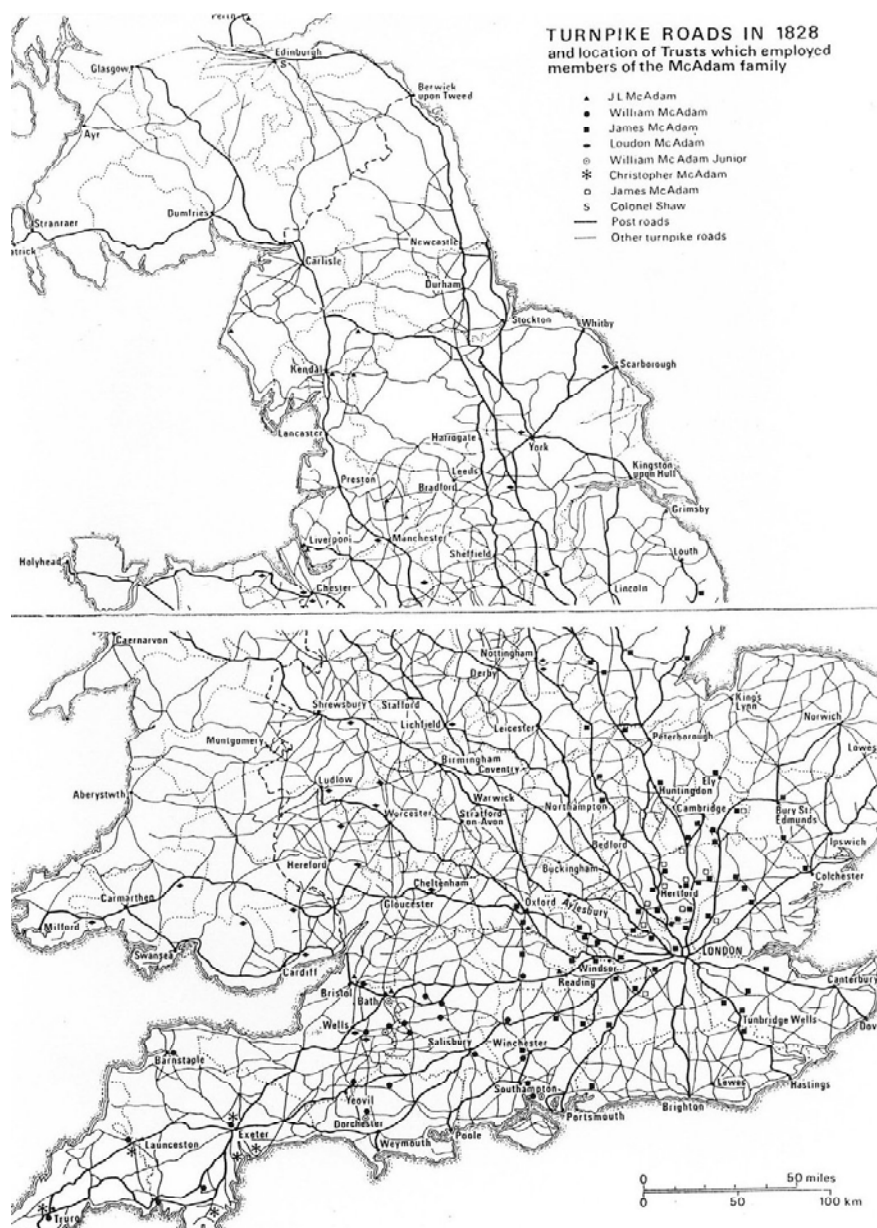 TURNPIKE ROADS IN 1828
and location of Trusts which employed
members of the McAdam family
J L McAdam
William McAdam
James McAdam
Loudon McAdam
William McAdam Junior
Christopher McAdam
James McAdam
S Colonel Shaw
Post roads
Other turnpike roads
Perth
Edinburgh
S
Glasgow
Berwick
upon Tweed
Ayr
Dumfries
Stranraer
atrick
Newcastle
Carlisle
Durham
Stockton
Whitby
Scarborough
Kendal
Lancaster
Harrogate
York
Kingston
upon Hull
Leeds
Preston
Bradford
Grimsby
Liverpool
Manchester
Sheffield
Louth
Holyhead
Chester
Lincoln
Caernarvon
Nottingham
Derby
King's
Lynn
Shrewsbury
Stafford
Lichfield
Leicester
Norwich
Peterborough
Montgomery
Lowes
Birmingham
Coventry
Ely
Huntingdon
Ludlow
Aberystwth
Warwick
Northampton
Cambridge
Bury St.
Edmunds
Worcester
Stratford
on-Avon
Bedford
Ipswich
Hereford
Buckingham
Colchester
Cheltenham
Hertford
Carmarthen
Gloucester
Oxford
Aylesbury
Milford
Swansea
LONDON
Cardiff
Windsor
Reading
Canterbury
Bristol
Bath
Tunbridge Wells
Dov
Wells
Salisbury
Winchester
Barnstaple
Southampton
Lewes
Hastings
Yeovil
Portsmouth
Brighton
Dorchester
Launceston
Exeter
Weymouth
Poole
Truro
0 50 miles
0 50 100 km